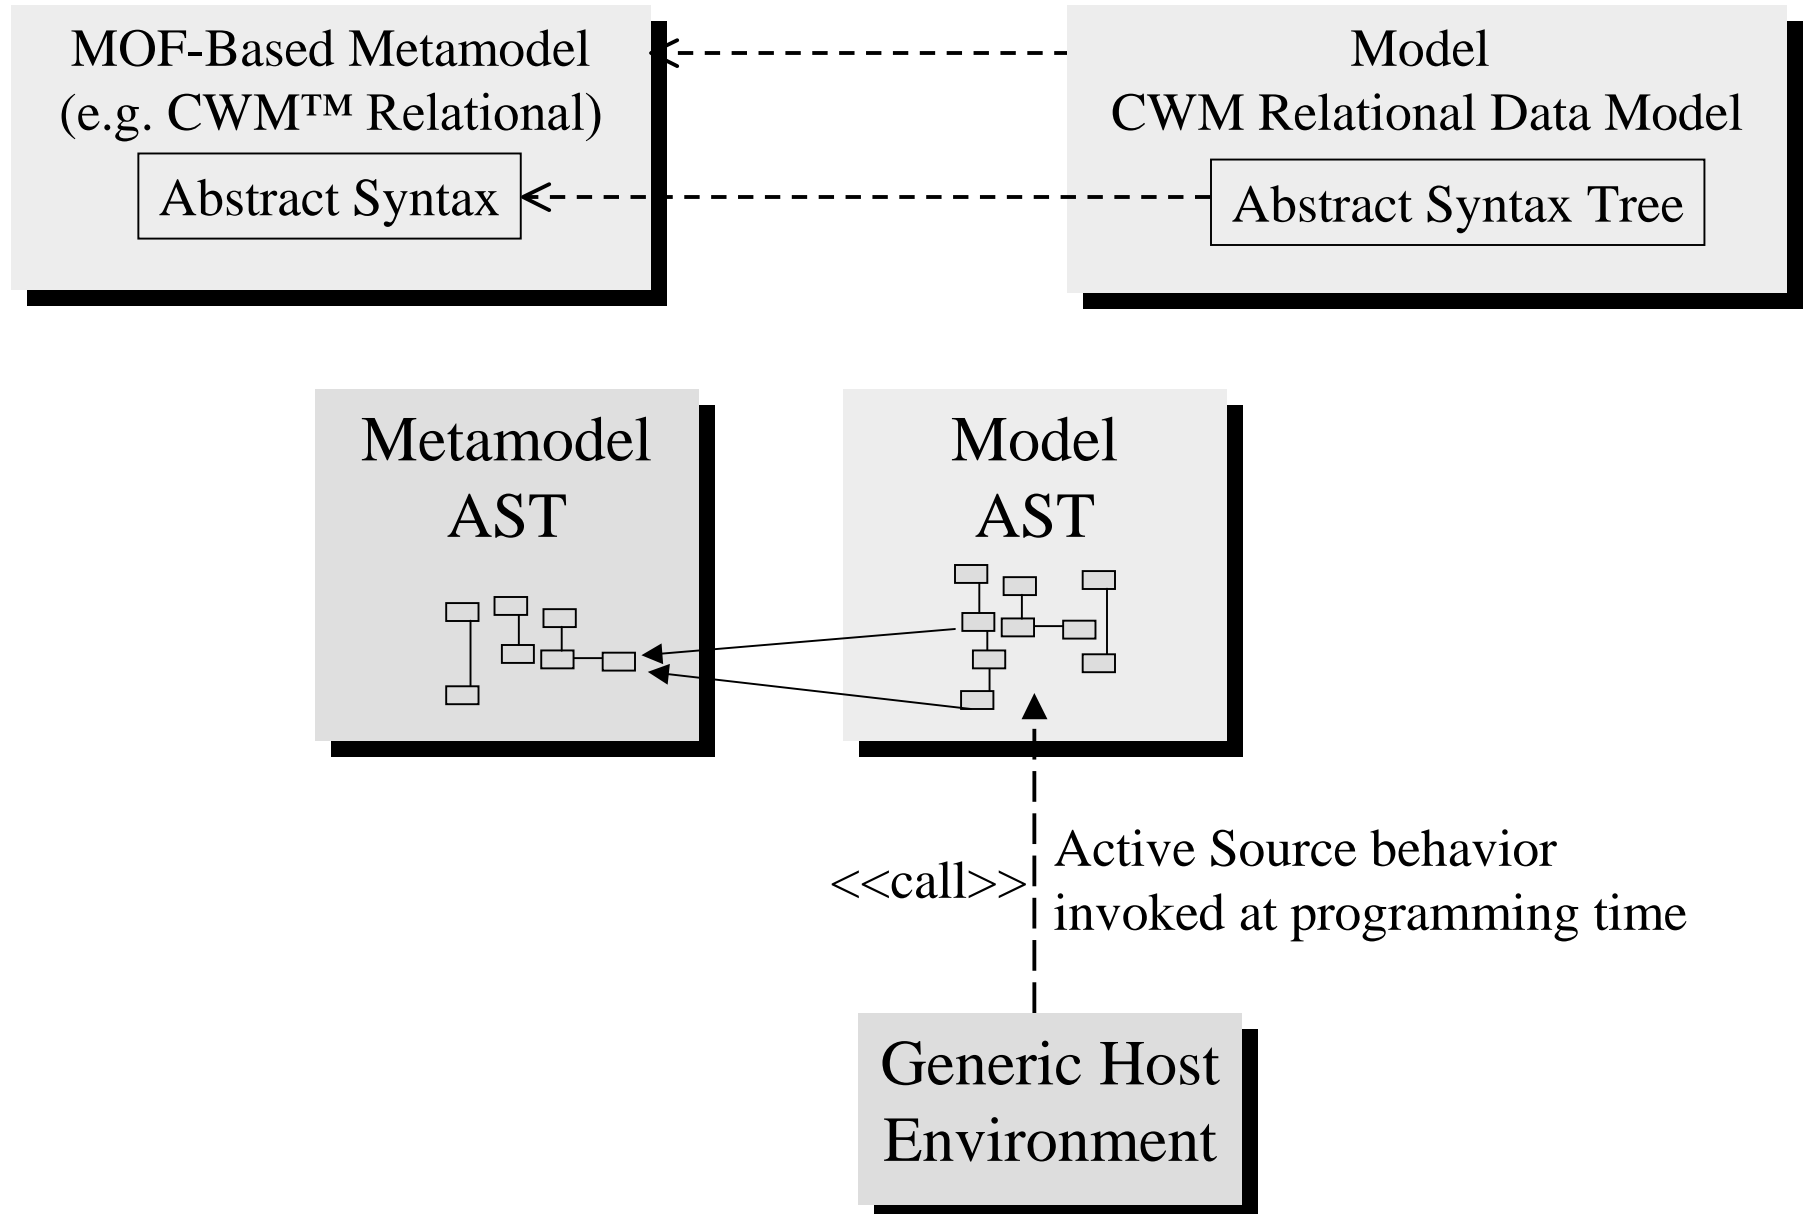 MOF-Based Metamodel
(e.g. CWM™ Relational)
Abstract Syntax
Model
CWM Relational Data Model
Abstract Syntax Tree
Metamodel
AST
Model
AST
<<call>>
Active Source behavior
invoked at programming time
Generic Host
Environment